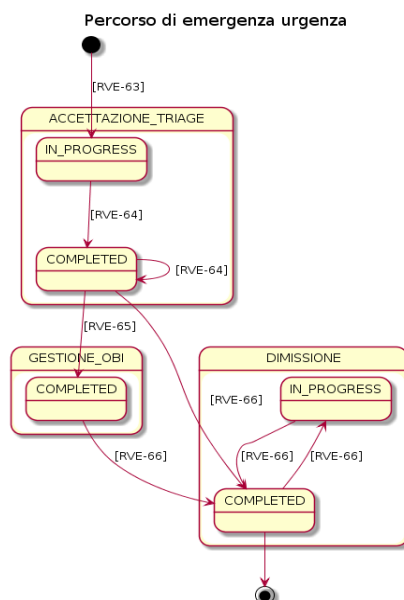 Percorso di emergenza urgenza
[RVE-63]
ACCETTAZIONE_TRIAGE
IN_PROGRESS
[RVE-64]
COMPLETED
[RVE-64]
[RVE-65]
GESTIONE_OBI
DIMISSIONE
COMPLETED
IN_PROGRESS
[RVE-66]
[RVE-66]
[RVE-66]
[RVE-66]
COMPLETED